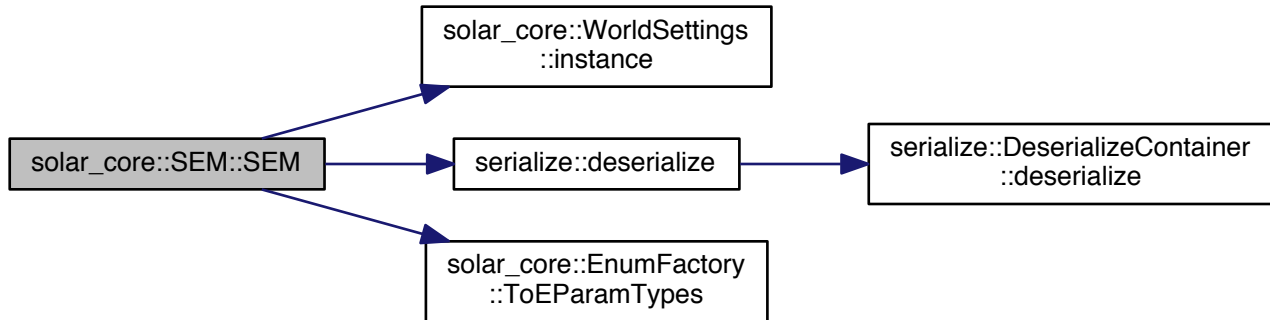 solar_core::WorldSettings
::instance
solar_core::SEM::SEM
serialize::deserialize
serialize::DeserializeContainer
::deserialize
solar_core::EnumFactory
::ToEParamTypes